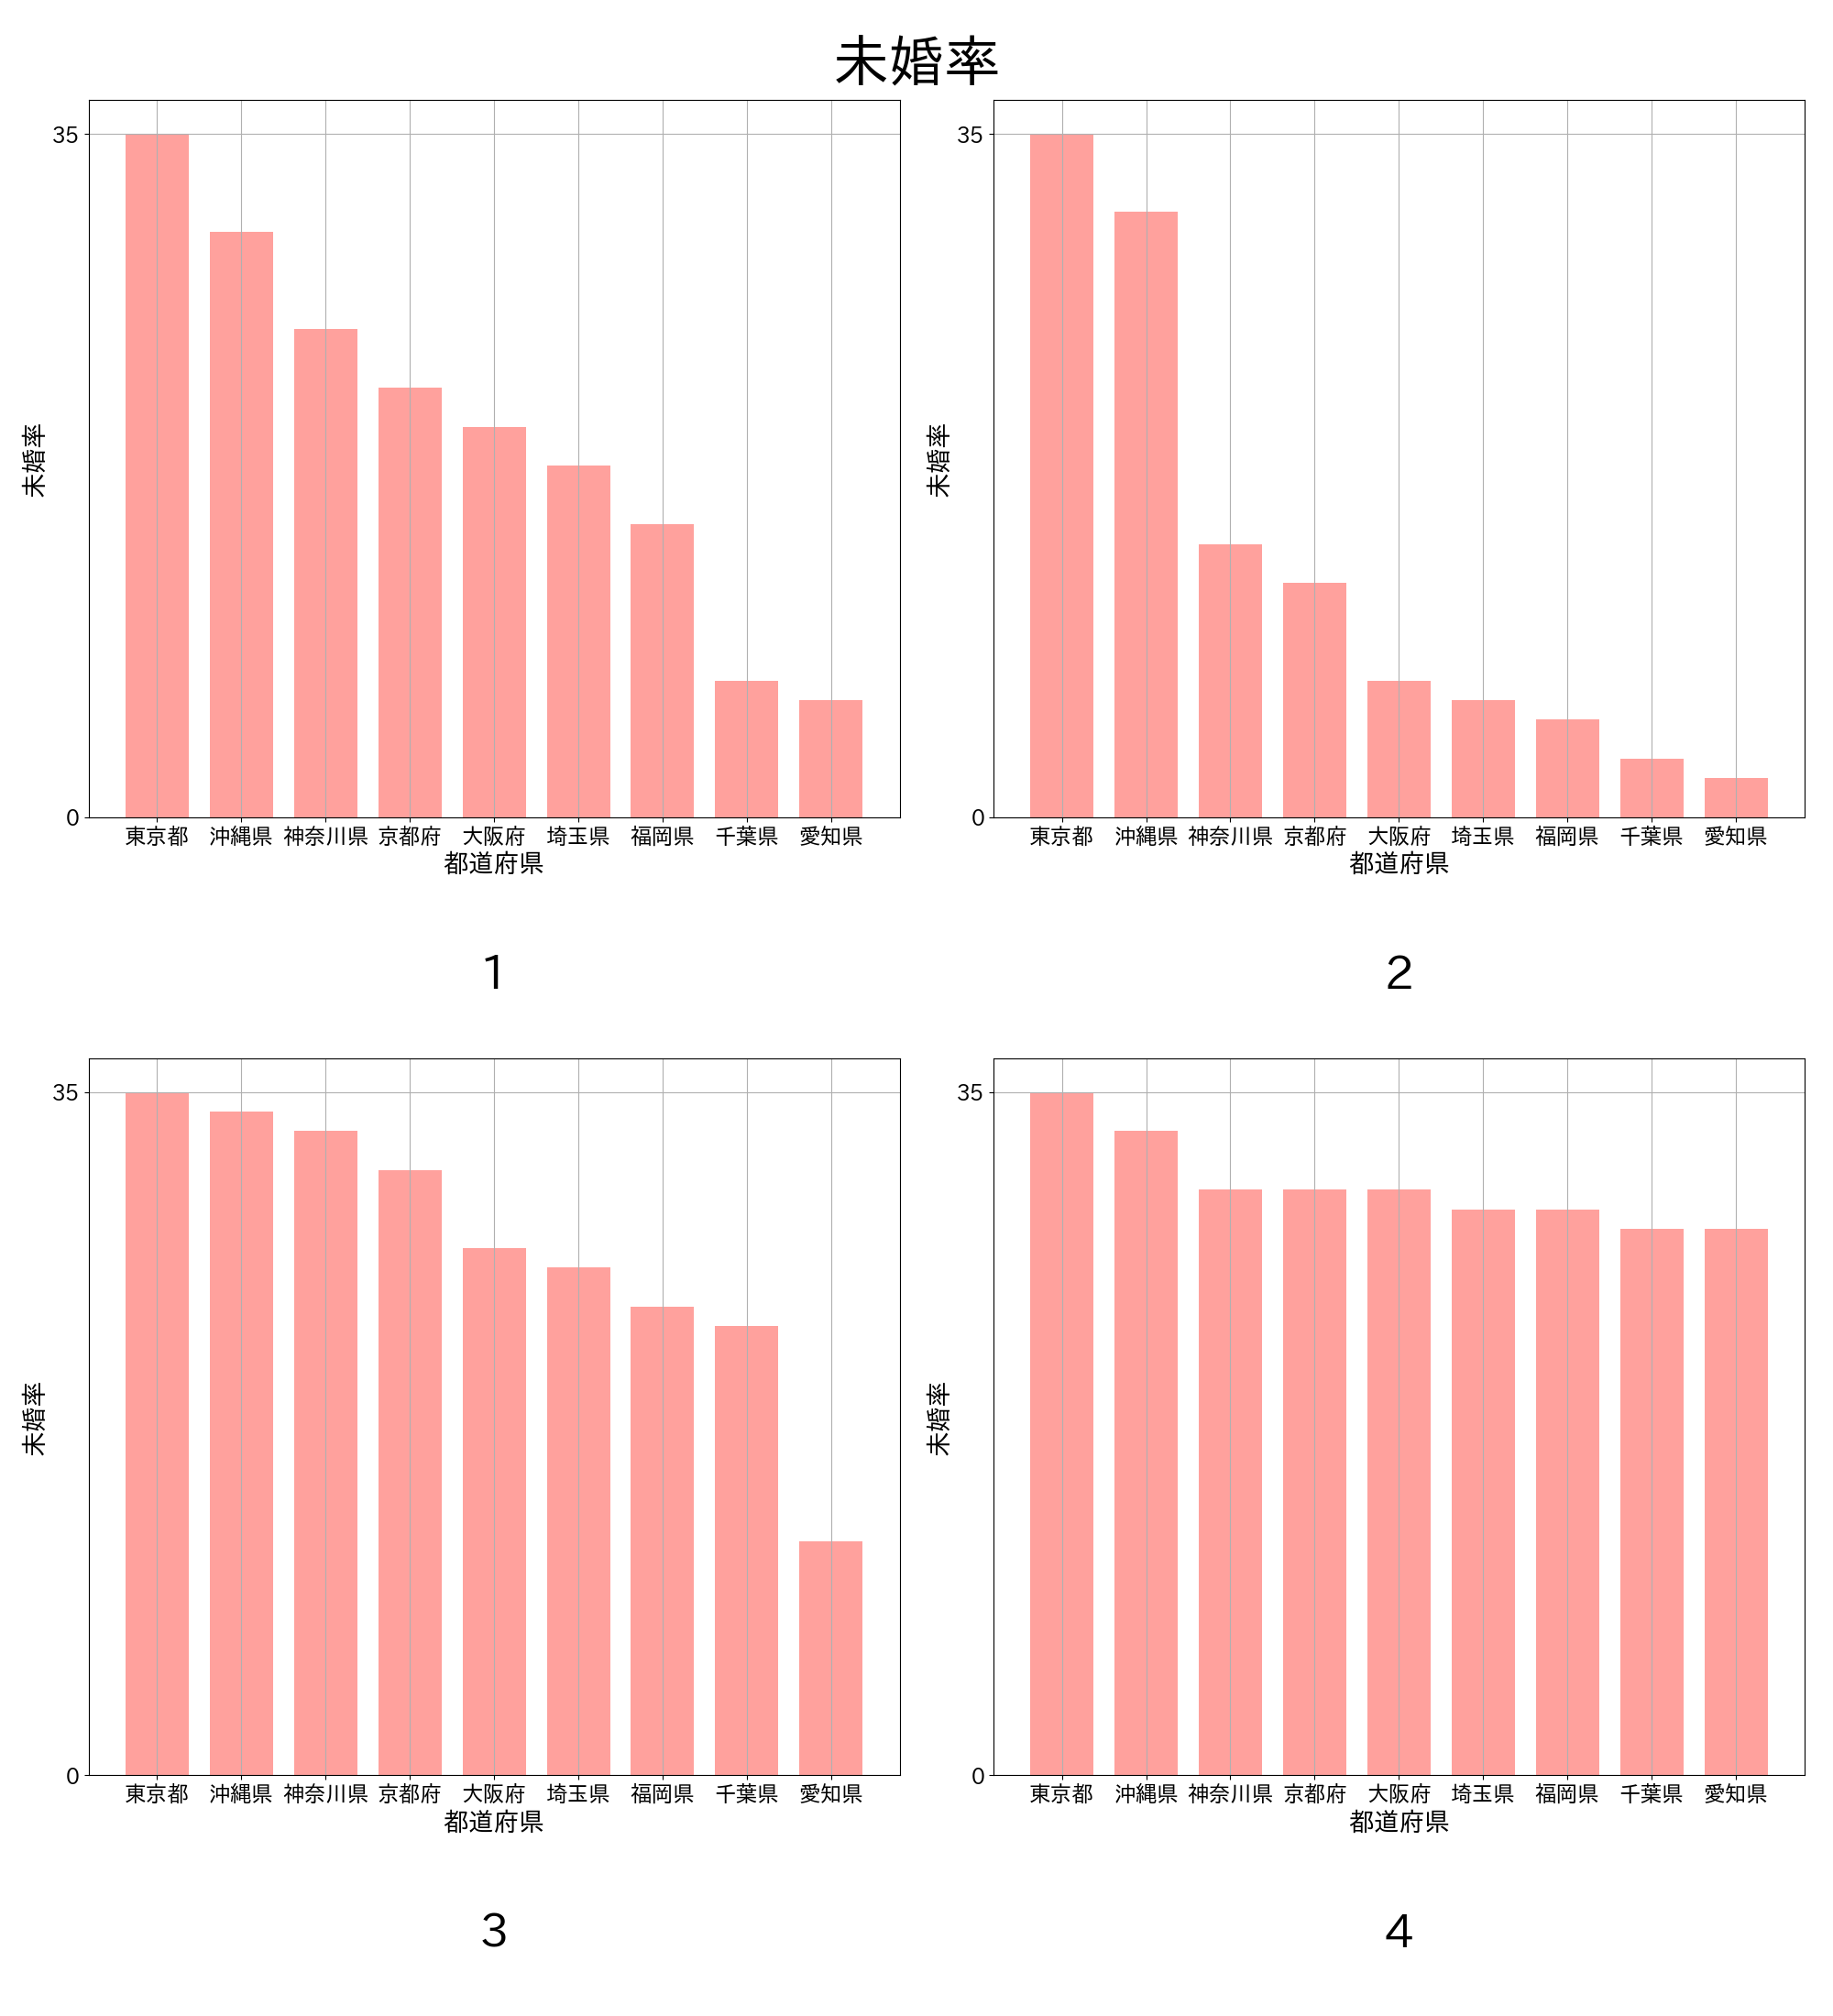 未婚率
35
0
未婚率
東京都 沖縄県 神奈川県 京都府 大阪府 埼玉県 福岡県 千葉県 愛知県
都道府県
1
35
0
未婚率
東京都 沖縄県 神奈川県 京都府 大阪府 埼玉県 福岡県 千葉県 愛知県
都道府県
2
35
0
未婚率
東京都 沖縄県 神奈川県 京都府 大阪府 埼玉県 福岡県 千葉県 愛知県
都道府県
3
35
0
未婚率
東京都 沖縄県 神奈川県 京都府 大阪府 埼玉県 福岡県 千葉県 愛知県
都道府県
4